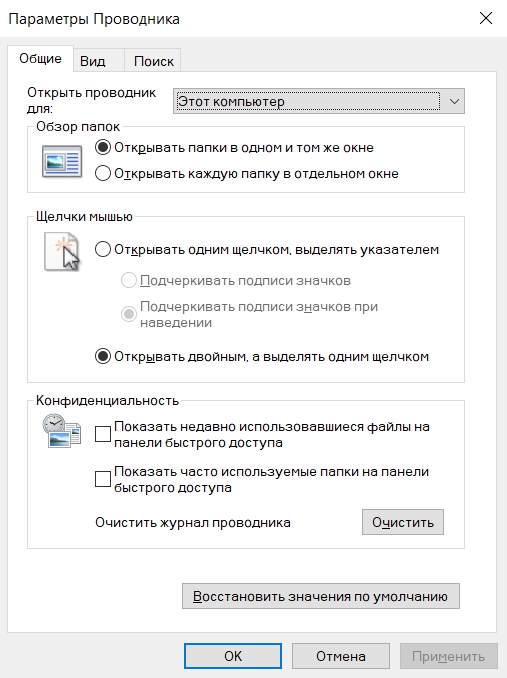 Параметры Проводника
Общие
Вид
Поиск
Открыть проводник
для:
Этот компьютер
Обзор папок
Открывать папки в одном и том же окне
Открывать каждую папку в отдельном окне
Щелчки мышью
Открывать одним щелчком, выделять указателем
Подчеркивать подписи значков
Подчеркивать подписи значков при
наведении
Открывать двойным, а выделять одним щелчком
Конфиденциальность
Показать недавно использовавшиеся файлы на
панели быстрого доступа
Показать часто используемые папки на панели
быстрого доступа
Очистить журнал проводника
Очистить
Восстановить значения по умолчанию
ОК
Отмена
Применить